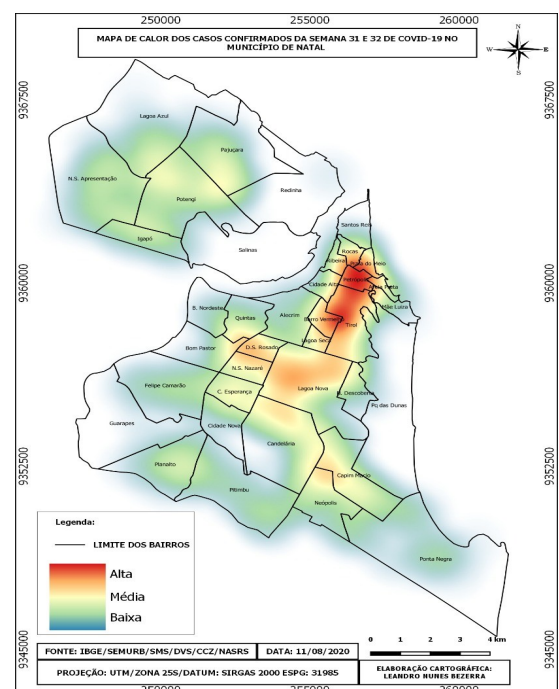 250000 255000 260000
MAPA DE CALOR DOS CASOS CONFIRMADOS DA SEMANA 31 E 32 DE COVID-19 NO
MUNICÍPIO DE NATAL
N
W E
S
9367500 9367500
Lagoa Azul
Pajuçara
N.S. Apresentação
Redinha
Potengi
Santos Reis
Igapó
Salinas
Rocas
Ribeira Praia do Meio
Petrópolis
9360000 9360000
Cidade Alta Areia Preta
Mãe Luiza
B. Nordeste
Quintas Alecrim Barro Vermelho Tirol
Lagoa Seca
Bom Pastor D.S. Rosado
N.S. Nazaré
Felipe Camarão Lagoa Nova
C. Esperança N. Descoberta
Pq das Dunas
Guarapes Cidade Nova
Candelária
9352500 9352500
Planalto
Capim Macio
Pitimbu
Neópolis
Ponta Negra
Legenda:
LIMITE DOS BAIRROS
Alta
Média
Baixa
9345000 9345000
0 1 2 3 4 km
FONTE: IBGE/SEMURB/SMS/DVS/CCZ/NASRS DATA: 11/08/2020
PROJEÇÃO: UTM/ZONA 25S/DATUM: SIRGAS 2000 ESPG: 31985
ELABORAÇÃO CARTOGRÁFICA:
LEANDRO NUNES BEZERRA
250000 255000 260000